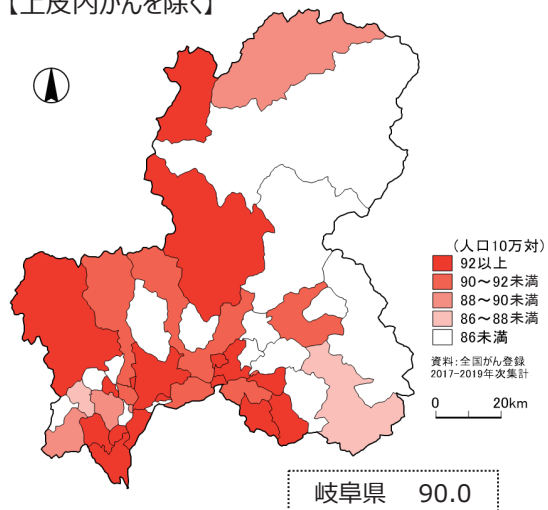 【上皮内がんを除く】
(人口10万対)
92以上
90〜92未満
88〜90未満
86〜88未満
86未満
資料:全国がん登録
2017-2019年次集計
0 20km
岐阜県 90.0